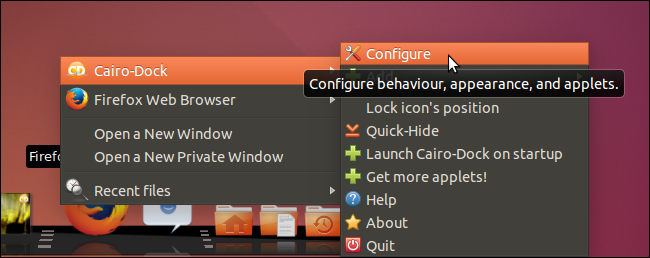 Cairo-Dock
Firefox Web Browser
Open a New Window
Open a New Private Window
Recent files
Firefo
Configure
Add
Configure behaviour, appearance, and applets.
Lock icon's position
Quick-Hide
Launch Cairo-Dock on startup
Get more applets!
Help
About
Quit